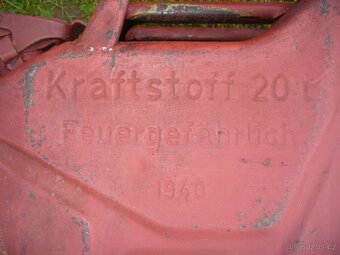 Kraftstoff 20 l
Feuergefährlich
1940
© Bazos.cz